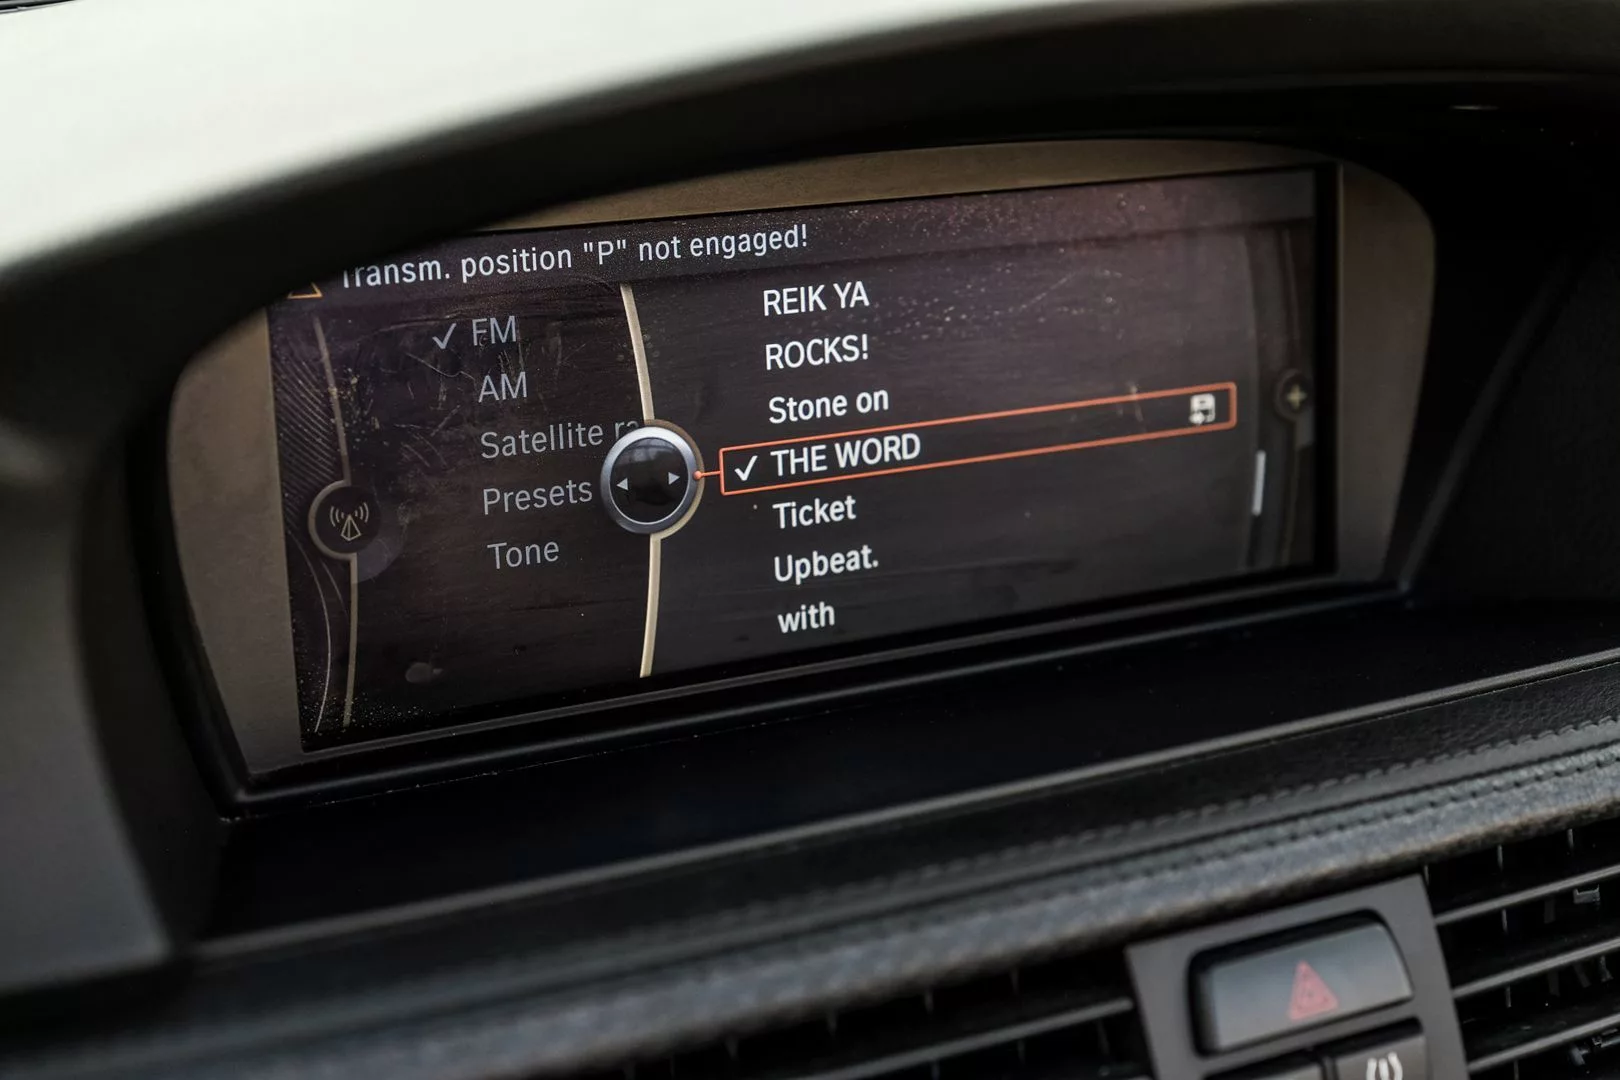 Transm. position "P" not engaged!
✓ FM
AM
Satellite ra
Presets
Tone
REIK YA
ROCKS!
Stone on
✓ THE WORD
Ticket
Upbeat.
with